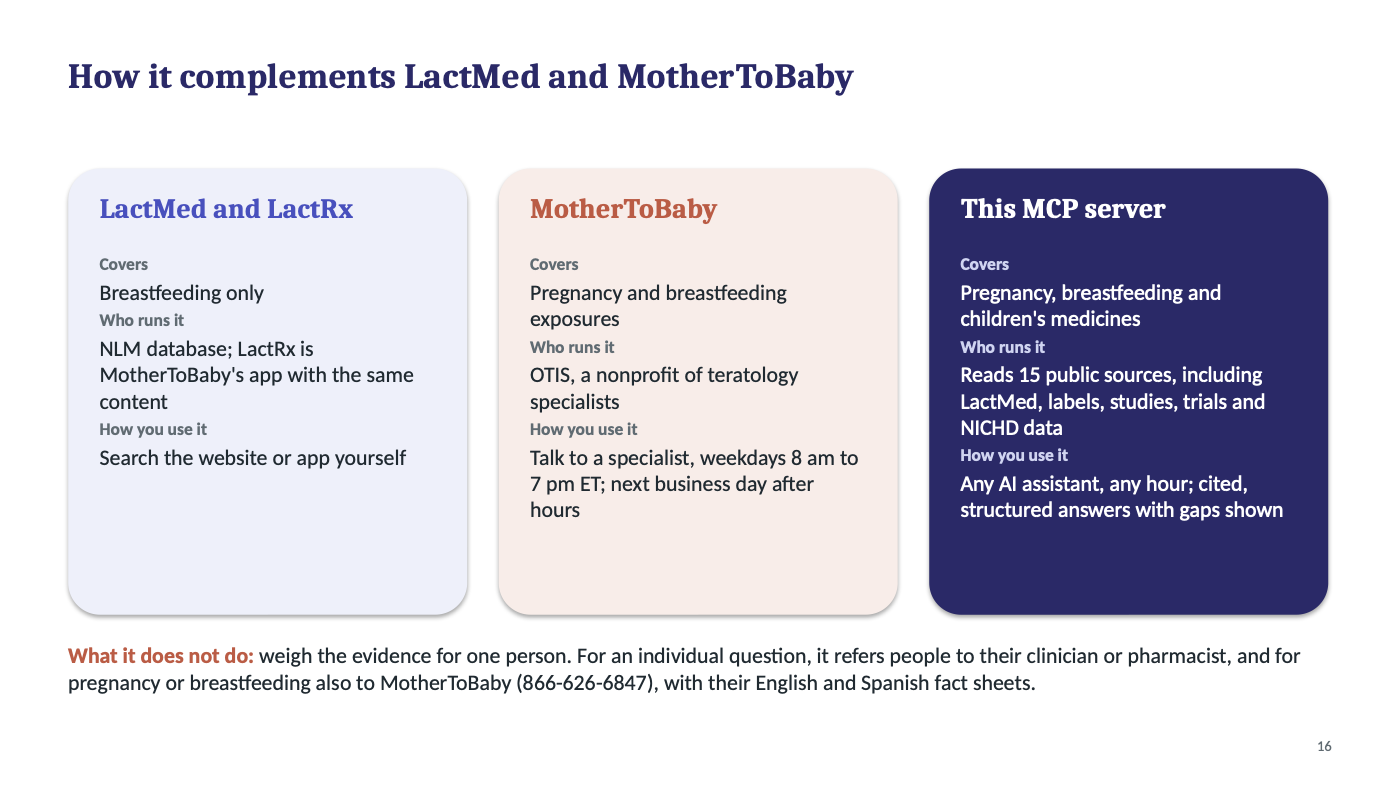 How it complements LactMed and MotherToBaby
LactMed and LactRx
Covers
Breastfeeding only
Who runs it
NLM database; LactRx is
MotherToBaby's app with the same
content
How you use it
Search the website or app yourself
MotherToBaby
Covers
Pregnancy and breastfeeding
exposures
Who runs it
OTIS, a nonprofit of teratology
specialists
How you use it
Talk to a specialist, weekdays 8 am to
7 pm ET; next business day after
hours
This MCP server
Covers
Pregnancy, breastfeeding and
children's medicines
Who runs it
Reads 15 public sources, including
LactMed, labels, studies, trials and
NICHD data
How you use it
Any AI assistant, any hour; cited,
structured answers with gaps shown
What it does not do: weigh the evidence for one person. For an individual question, it refers people to their clinician or pharmacist, and for
pregnancy or breastfeeding also to MotherToBaby (866-626-6847), with their English and Spanish fact sheets.
16